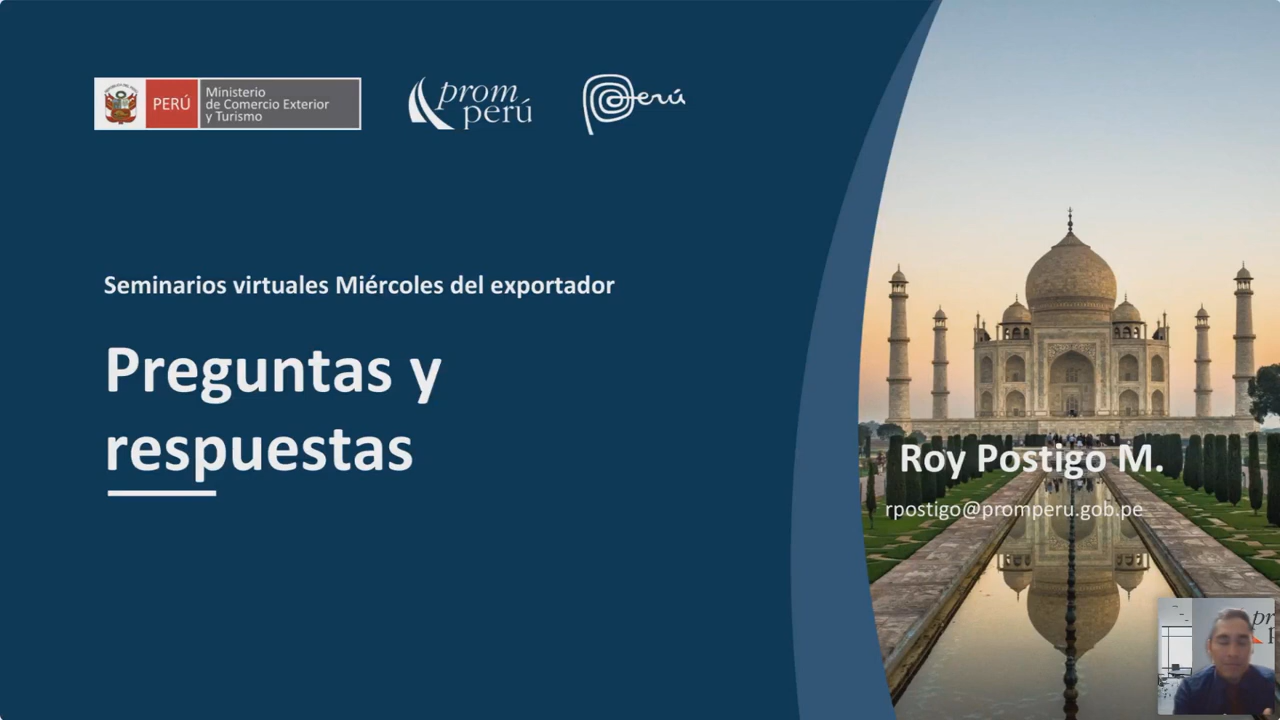 PERÚ
Ministerio
de Comercio Exterior
y Turismo
prom
perú
Perú
Seminarios virtuales Miércoles del exportador
Preguntas y
respuestas
Roy Postigo M.
rpostigo@promperu.gob.pe